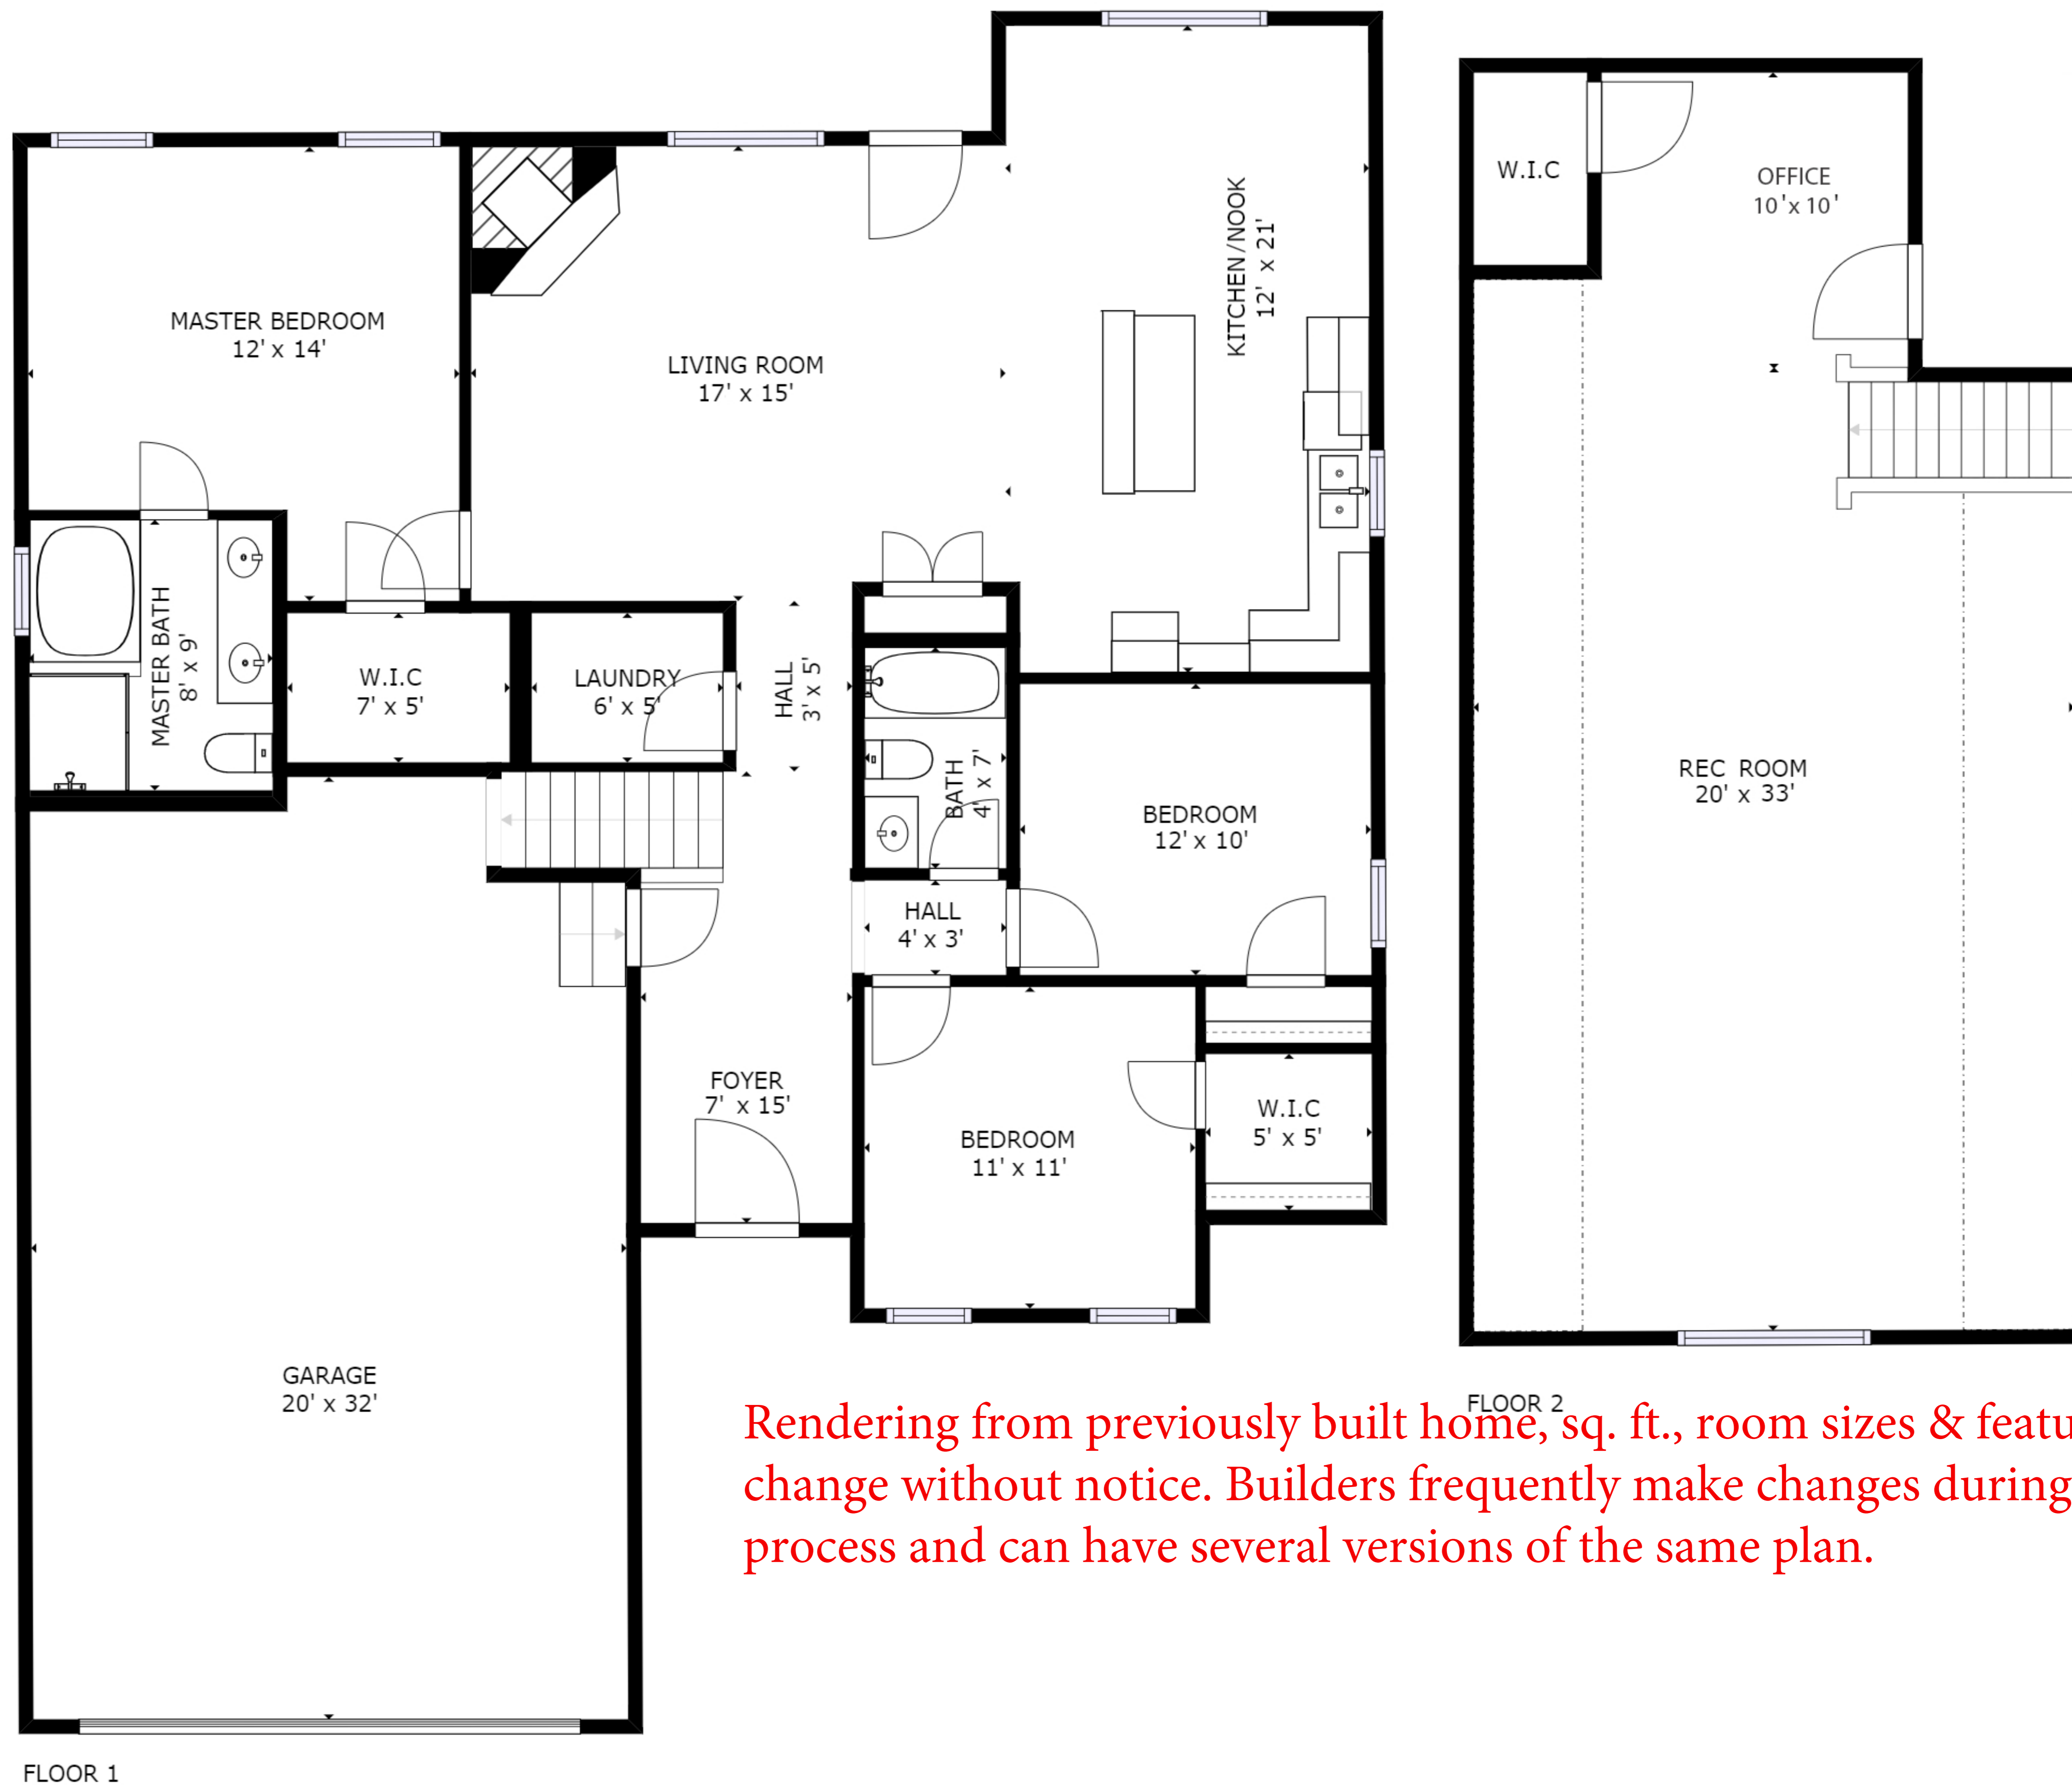 KITCHEN/NOOK
12' x 21'
W.I.C
OFFICE
10'x 10'
MASTER BEDROOM
12' x 14'
LIVING ROOM
17' x 15'
MASTER BATH
8' x 9'
W.I.C
7' x 5'
LAUNDRY
6' x 5'
HALL
3' x 5'
BATH
4' x 7'
BEDROOM
12' x 10'
REC ROOM
20' x 33'
HALL
4' x 3'
FOYER
7' x 15'
BEDROOM
11' x 11'
W.I.C
5' x 5'
GARAGE
20' x 32'
FLOOR 2
Rendering from previously built home, sq. ft., room sizes & featu
change without notice. Builders frequently make changes during
process and can have several versions of the same plan.
FLOOR 1